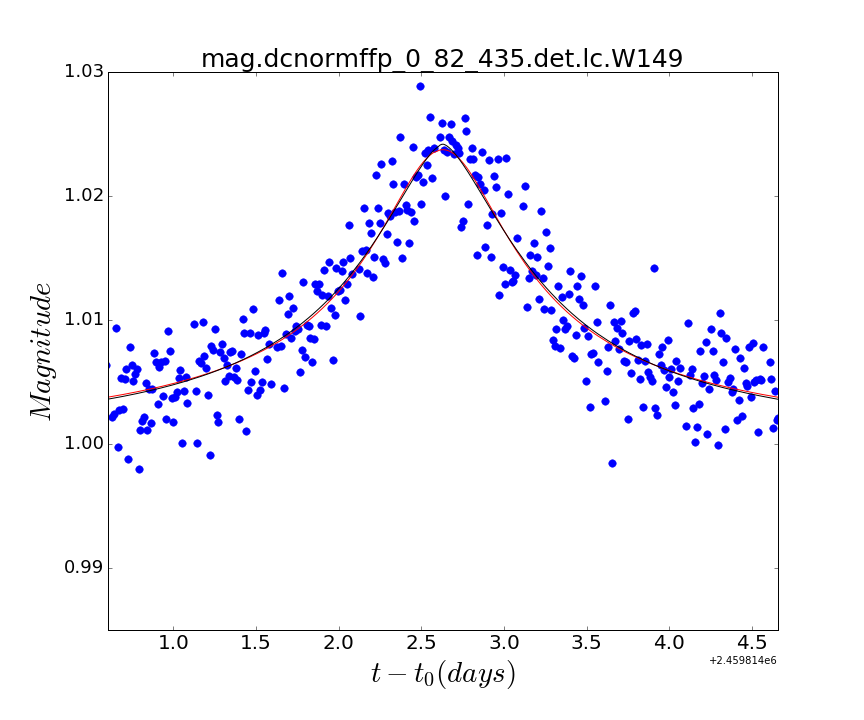 mag.dcnormffp_0_82_435.det.lc.W149
1.03
1.02
1.01
1.00
0.99
Magnitude
1.0 1.5 2.0 2.5 3.0 3.5 4.0 4.5
+2.459814e6
t − t₀(days)